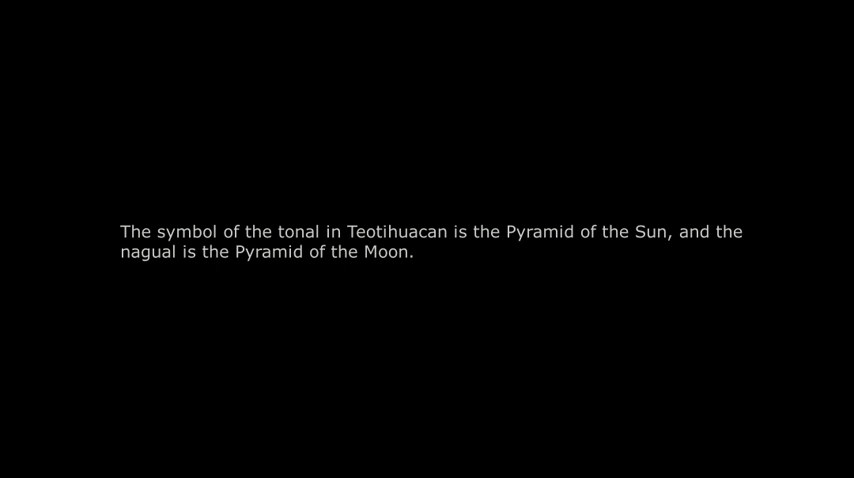 The symbol of the tonal in Teotihuacan is the Pyramid of the Sun, and the
nagual is the Pyramid of the Moon.